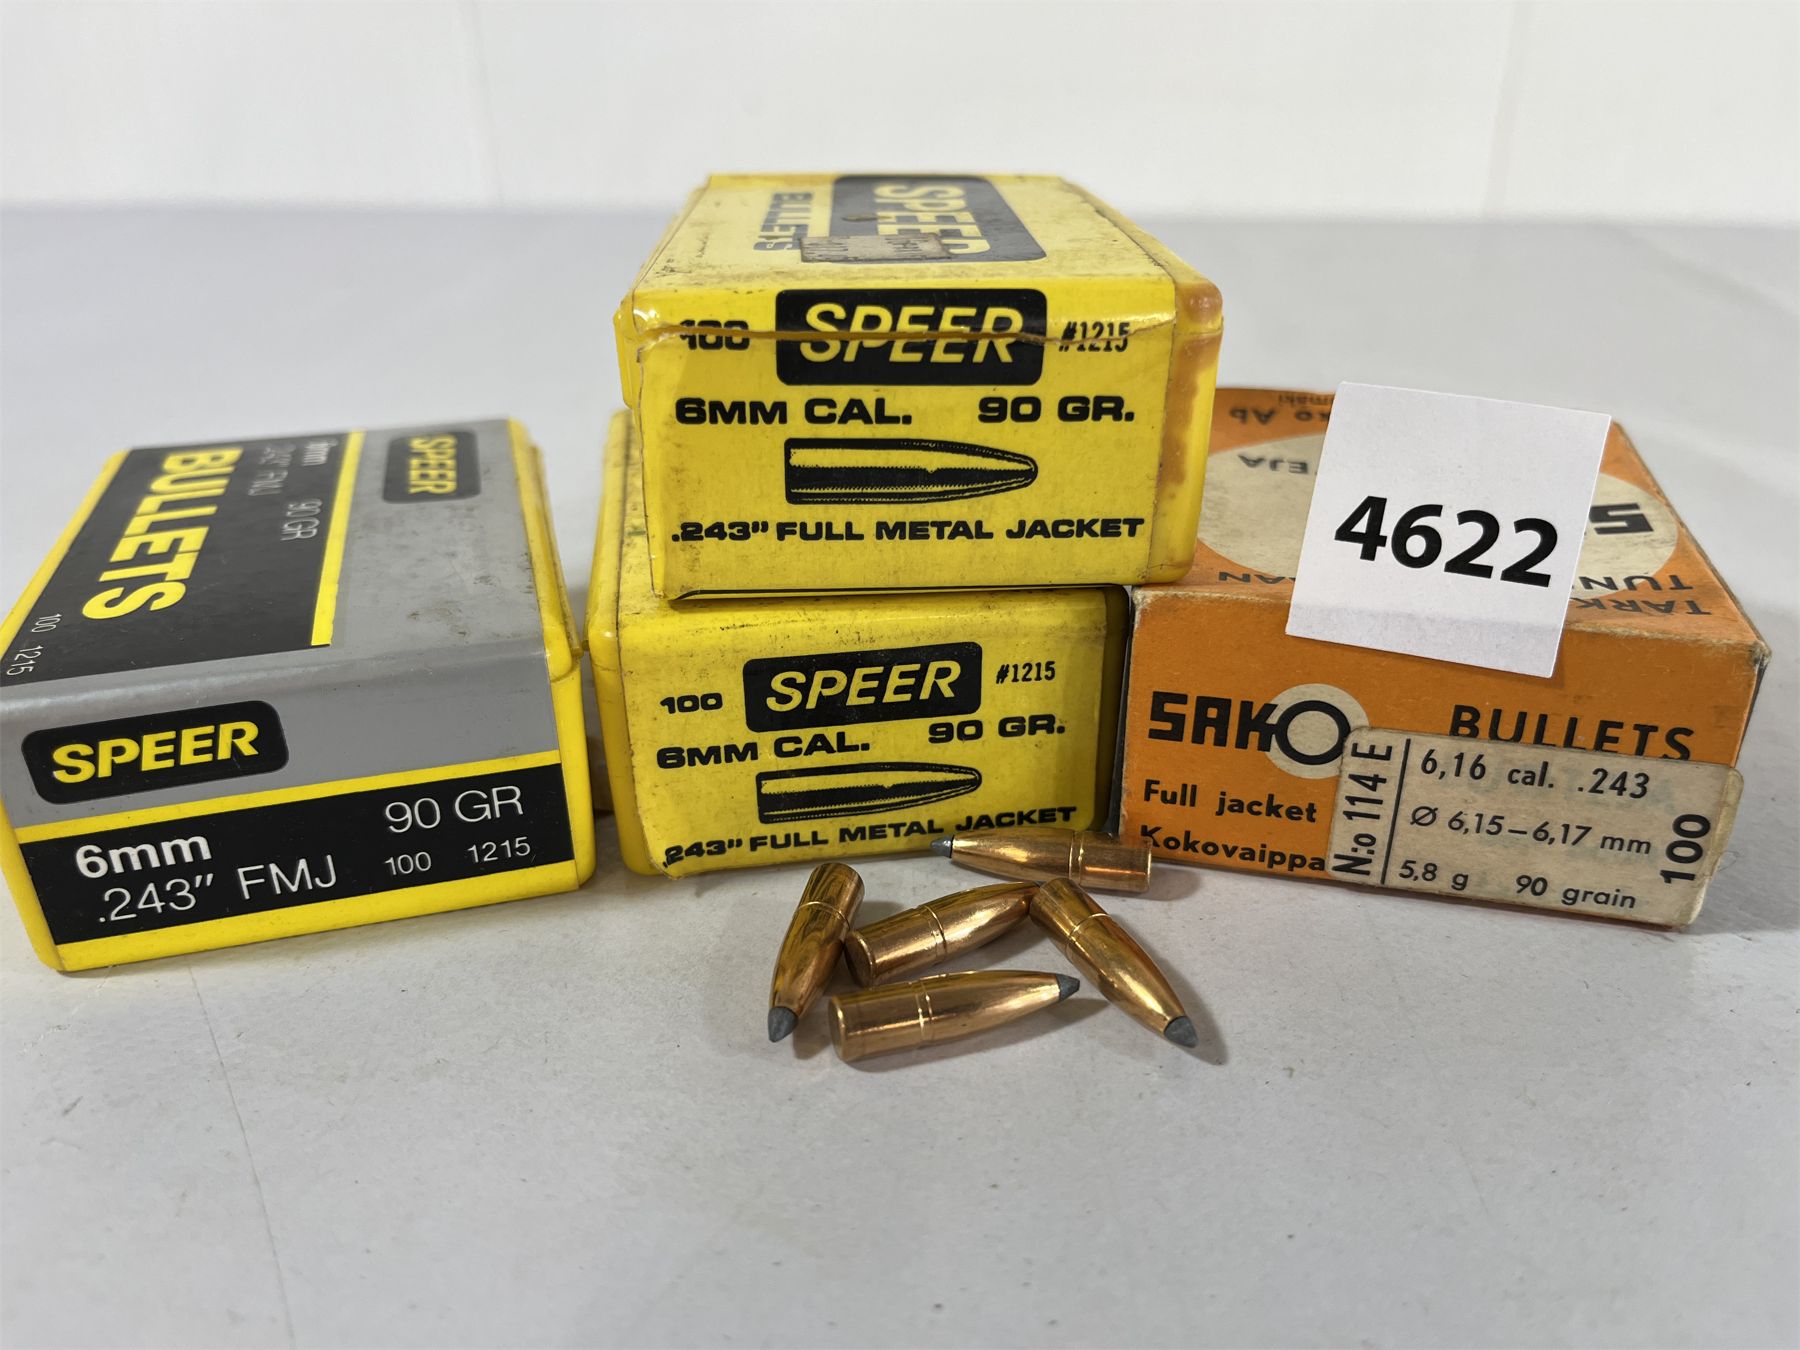 SPEER
BULLETS
100 SPEER #1215
6MM CAL. 90 GR.
.243" FULL METAL JACKET
SPEER
6mm 90 GR
.243" FMJ
BULLETS
100 1215
SPEER
6mm 90 GR
.243" FMJ 100 1215
100 SPEER #1215
6MM CAL. 90 GR.
.243" FULL METAL JACKET
4622
SAKO BULLETS
Full jacket
Kokovaippa
N:o 114 E
6,16 cal. .243
Ø 6,15–6,17 mm
5,8 g 90 grain
100